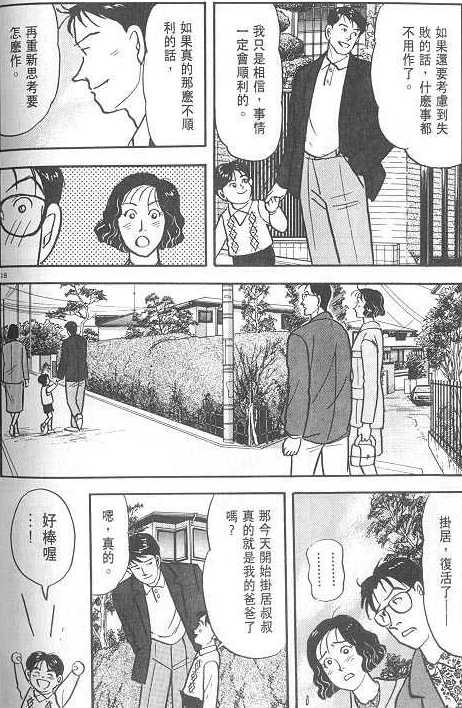 如果還要考慮到失
敗的話，什麼事都
不用作了。
我只是相信，事情
一定會順利的。
如果真的那麼不順
利的話，
再重新思考要
怎麼作。
18
掛居，復活了——
………
那今天開始掛居叔叔
真的就是我的爸爸了
嗎？
嗯，真的。
好棒喔
…！